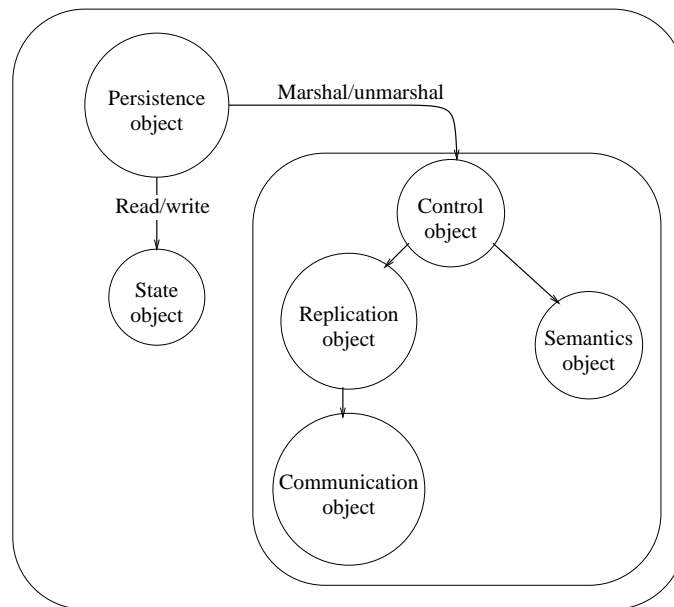 Persistence
object
Marshal/unmarshal
Read/write
Control
object
State
object
Replication
object
Semantics
object
Communication
object